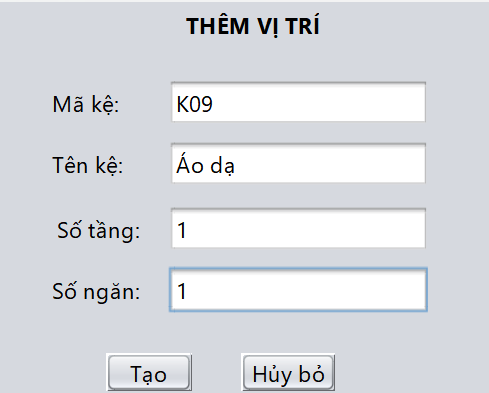 THÊM VỊ TRÍ
Mã kệ: K09
Tên kệ: Áo dạ
Số tầng: 1
Số ngăn: 1
Tạo Hủy bỏ